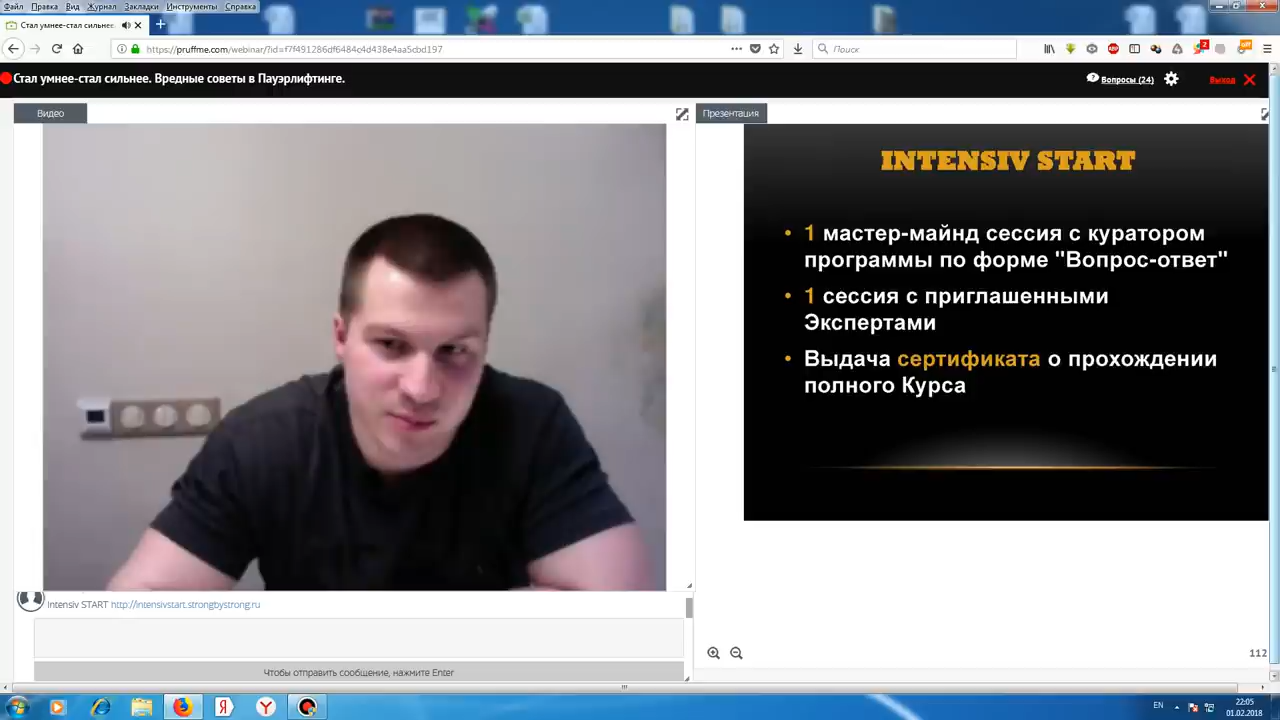 Файл Правка Вид Журнал Закладки Инструменты Справка
Стал умнее-стал сильнее.
https://pruffme.com/webinar/?id=f7f491286df6484c4d438e4aa5cbd197
Поиск
Стал умнее-стал сильнее. Вредные советы в Пауэрлифтинге.
Вопросы (24)
Выход
Видео
Презентация
INTENSIV START
• 1 мастер-майнд сессия с куратором
программы по форме "Вопрос-ответ"
• 1 сессия с приглашенными
Экспертами
• Выдача сертификата о прохождении
полного Курса
Intensiv START http://intensivstart.strongbystrong.ru
Чтобы отправить сообщение, нажмите Enter
112
EN
22:05
01.02.2018